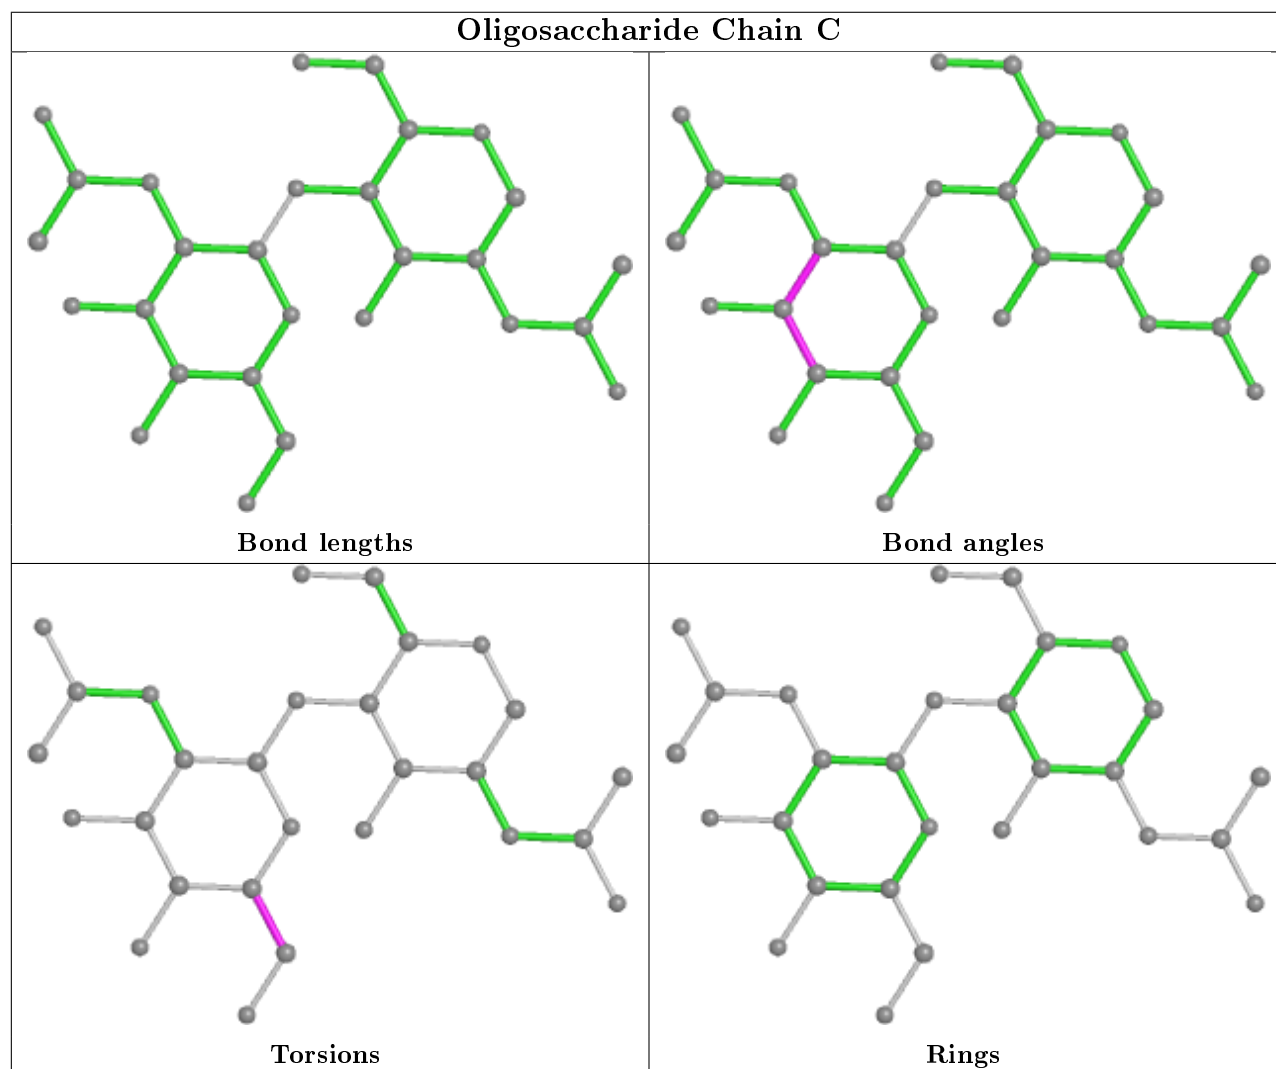 Oligosaccharide Chain C
Bond lengths
Bond angles
Torsions
Rings